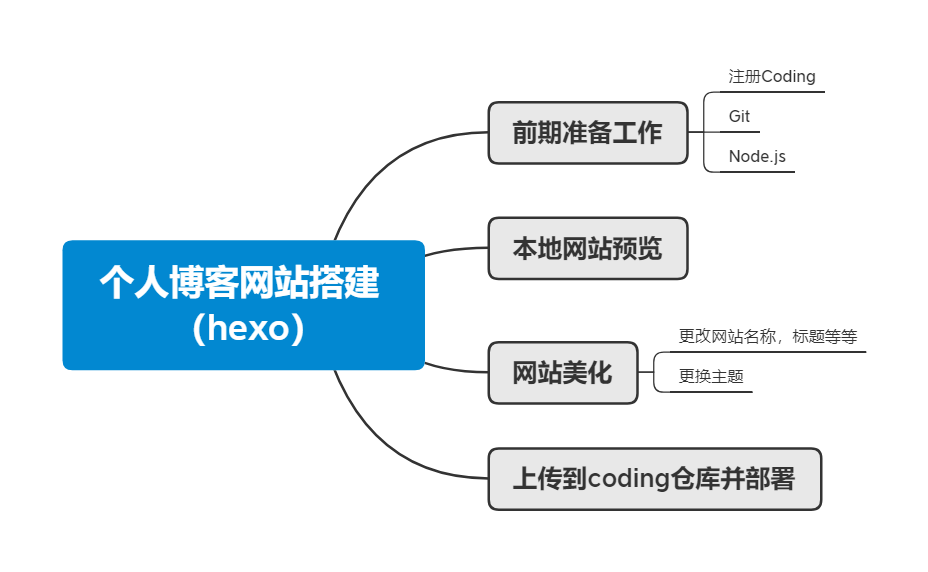 个人博客网站搭建
（hexo）
前期准备工作
注册Coding
Git
Node.js
本地网站预览
网站美化
更改网站名称，标题等等
更换主题
上传到coding仓库并部署